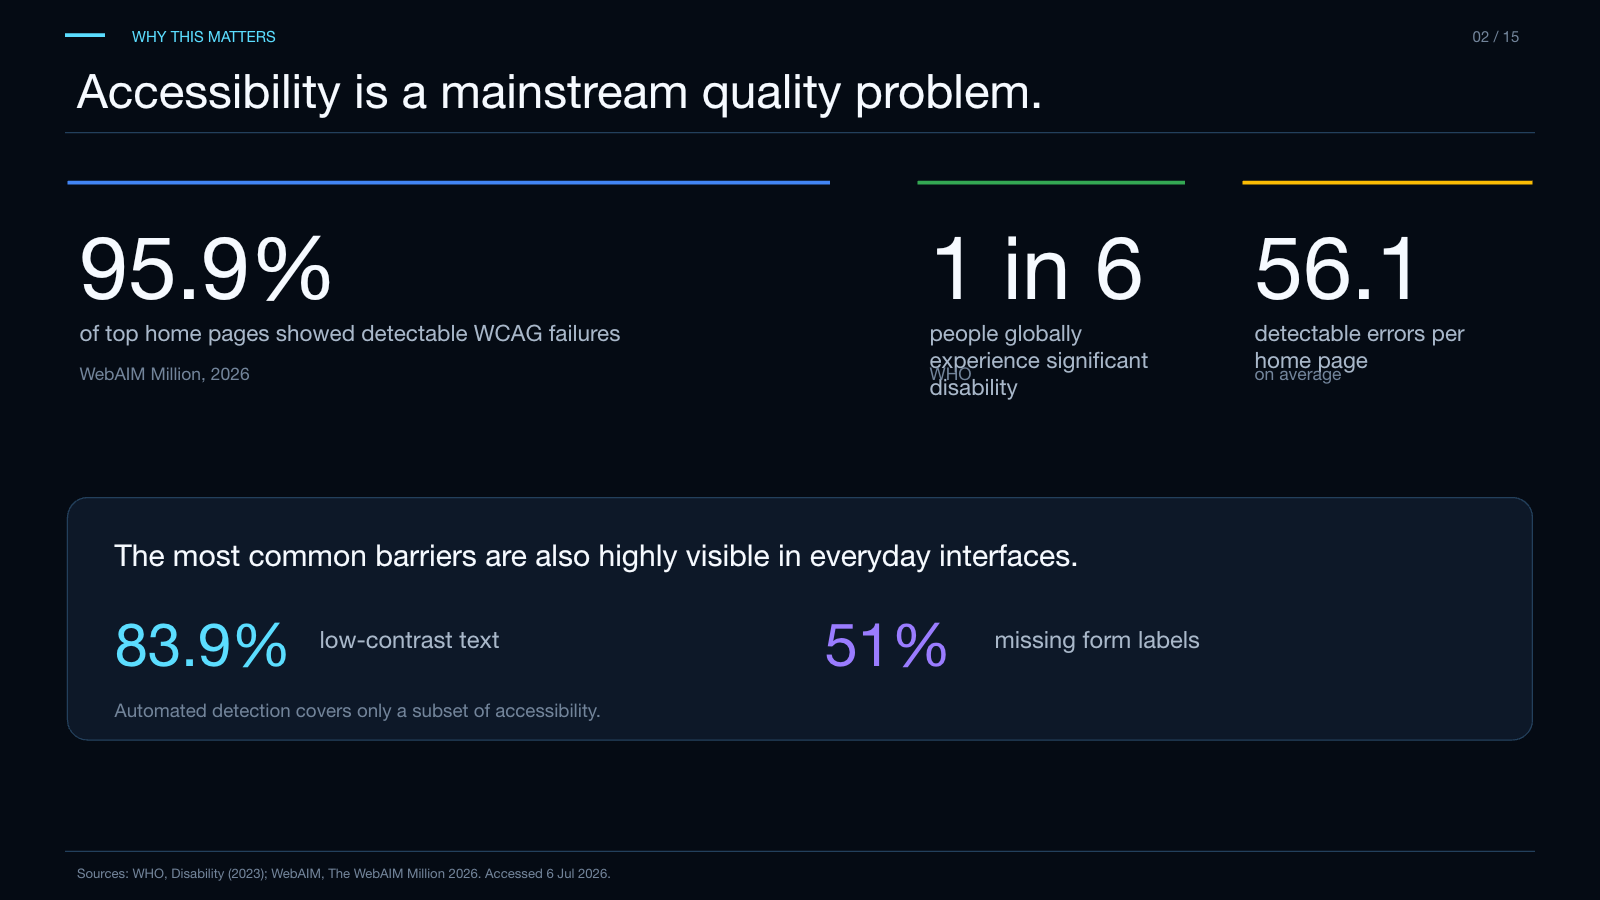 WHY THIS MATTERS
02 / 15
Accessibility is a mainstream quality problem.
95.9%
of top home pages showed detectable WCAG failures
WebAIM Million, 2026
1 in 6
people globally
experience significant
disability
WHO
56.1
detectable errors per
home page
on average
The most common barriers are also highly visible in everyday interfaces.
83.9%
low-contrast text
51%
missing form labels
Automated detection covers only a subset of accessibility.
Sources: WHO, Disability (2023); WebAIM, The WebAIM Million 2026. Accessed 6 Jul 2026.